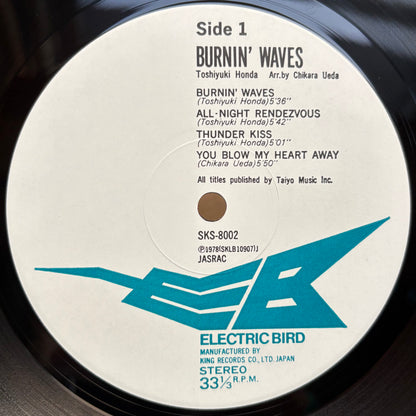 Side 1
BURNIN' WAVES
Toshiyuki Honda Arr.by Chikara Ueda
BURNIN' WAVES
(Toshiyuki Honda)5'36"
ALL-NIGHT RENDEZVOUS
(Toshiyuki Honda)5'42"
THUNDER KISS
(Toshiyuki Honda)5'01"
YOU BLOW MY HEART AWAY
(Chikara Ueda)5'50"
All titles published by Taiyo Music Inc.
SKS-8002
Ⓟ1978(SKLB10907)J
JASRAC
EB
ELECTRIC BIRD
MANUFACTURED BY
KING RECORDS CO., LTD. JAPAN
STEREO
33⅓ R.P.M.